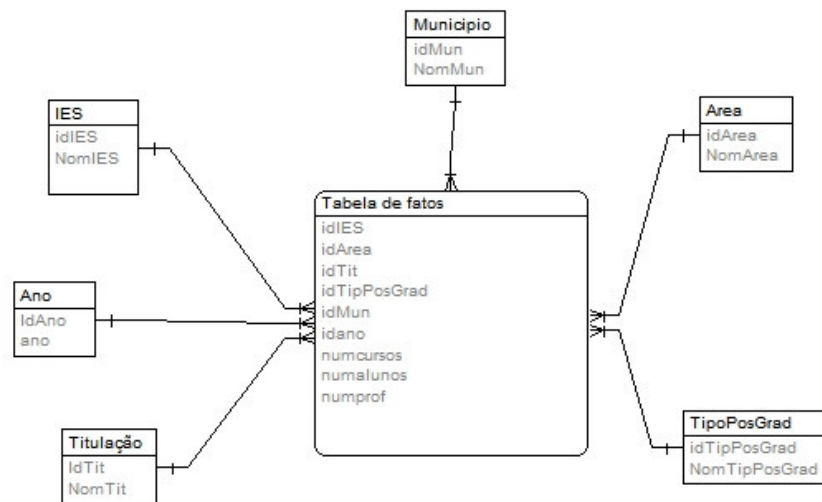 Municipio
idMun
NomMun
IES
idIES
NomIES
Area
idArea
NomArea
Tabela de fatos
idIES
idArea
idTit
idTipPosGrad
idMun
idano
numcursos
numalunos
numprof
Ano
IdAno
ano
Titulação
IdTit
NomTit
TipoPosGrad
idTipPosGrad
NomTipPosGrad